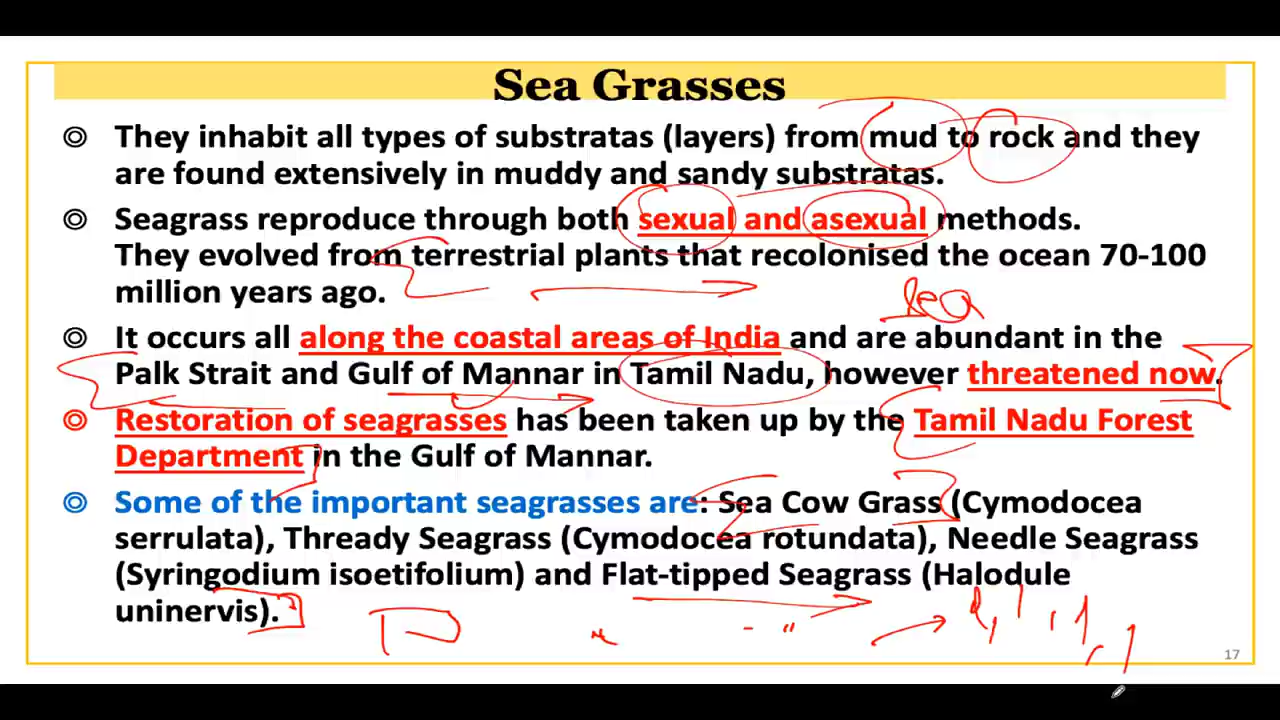 Sea Grasses
◎ They inhabit all types of substratas (layers) from mud to rock and they
are found extensively in muddy and sandy substratas.
◎ Seagrass reproduce through both sexual and asexual methods.
They evolved from terrestrial plants that recolonised the ocean 70-100
million years ago.
sea
◎ It occurs all along the coastal areas of India and are abundant in the
Palk Strait and Gulf of Mannar in Tamil Nadu, however threatened now.
◎ Restoration of seagrasses has been taken up by the Tamil Nadu Forest
Department in the Gulf of Mannar.
◎ Some of the important seagrasses are: Sea Cow Grass (Cymodocea
serrulata), Thready Seagrass (Cymodocea rotundata), Needle Seagrass
(Syringodium isoetifolium) and Flat-tipped Seagrass (Halodule
uninervis).
17